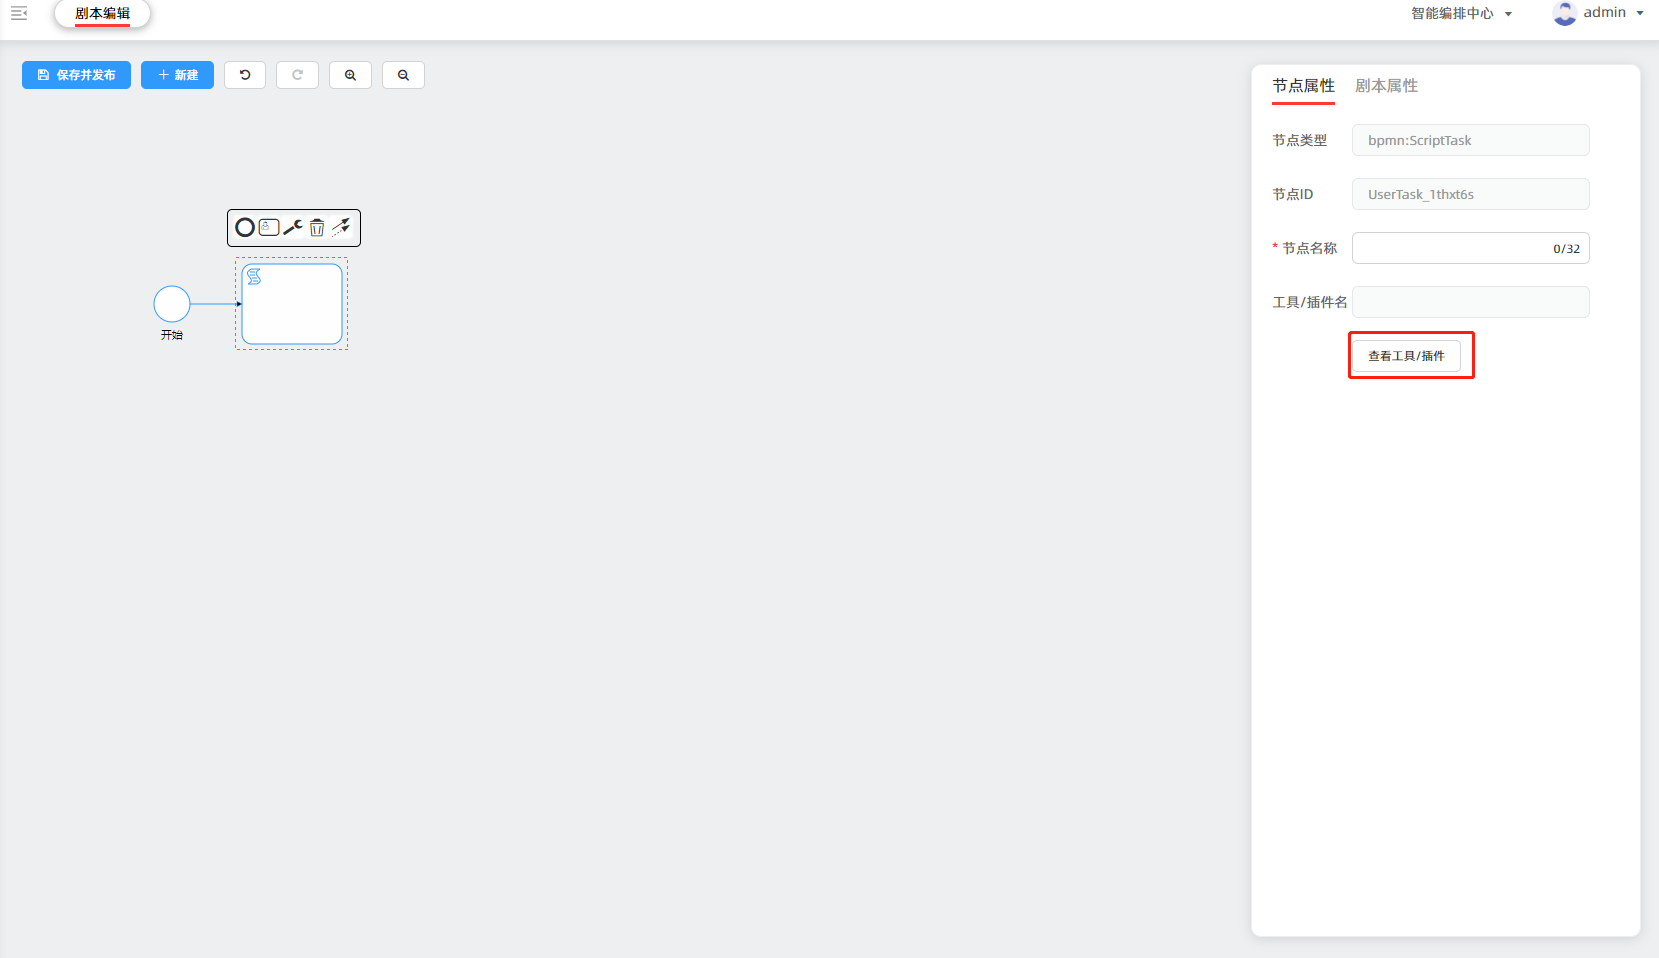 剧本编辑
智能编排中心
admin
保存并发布
新建
节点属性 剧本属性
节点类型 bpmn:ScriptTask
节点ID UserTask_1thxt6s
* 节点名称 0/32
工具/插件名
查看工具/插件
开始